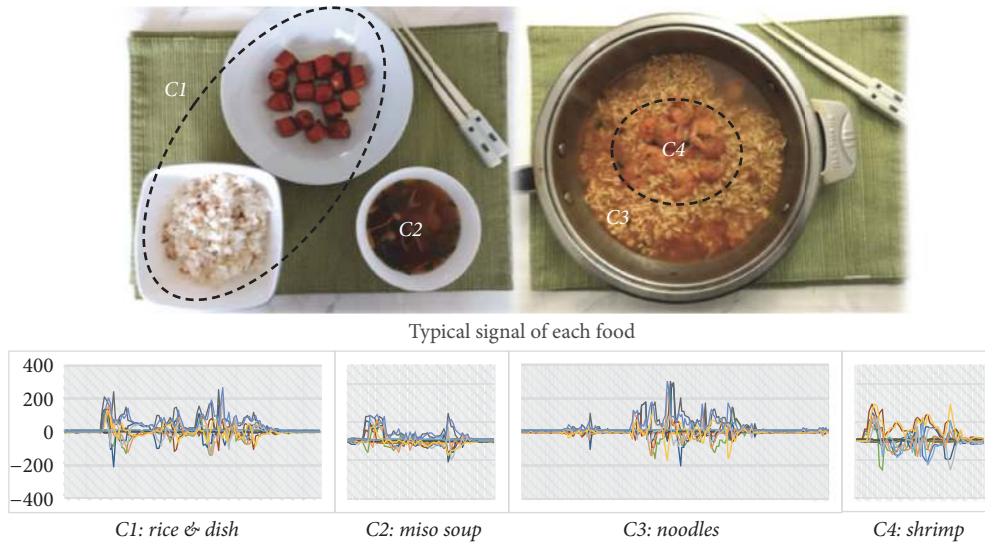 C1
C2
C4
C3
Typical signal of each food
400
200
0
−200
−400
C1: rice & dish
C2: miso soup
C3: noodles
C4: shrimp